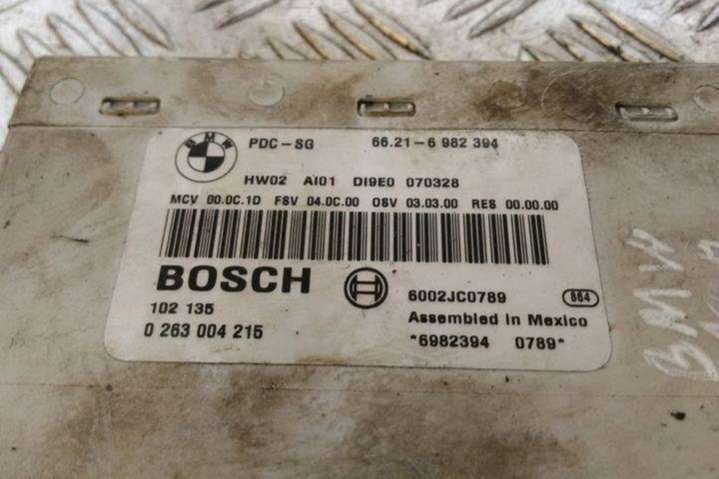 BMW
PDC-SG 66.21-6 982 394
HW02 AI01 DI9E0 070328
MCV 00.0C.1D FSV 04.0C.00 OSV 03.03.00 RES 00.00.00
BOSCH
6002JC0789 864
102 135
Assembled in Mexico
0 263 004 215
*6982394 0789*
BMW